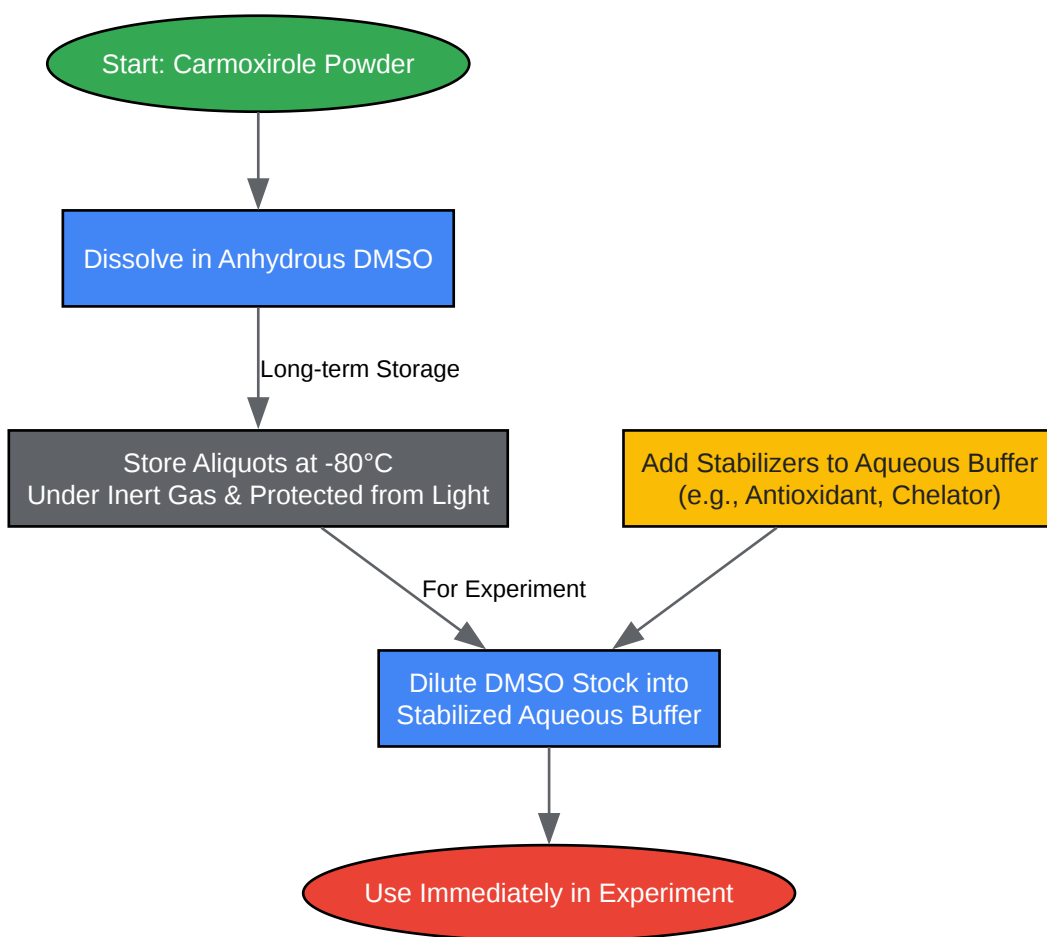 Start: Carmoxirole Powder
Dissolve in Anhydrous DMSO
Long-term Storage
Store Aliquots at -80°C
Under Inert Gas & Protected from Light
Add Stabilizers to Aqueous Buffer
(e.g., Antioxidant, Chelator)
For Experiment
Dilute DMSO Stock into
Stabilized Aqueous Buffer
Use Immediately in Experiment